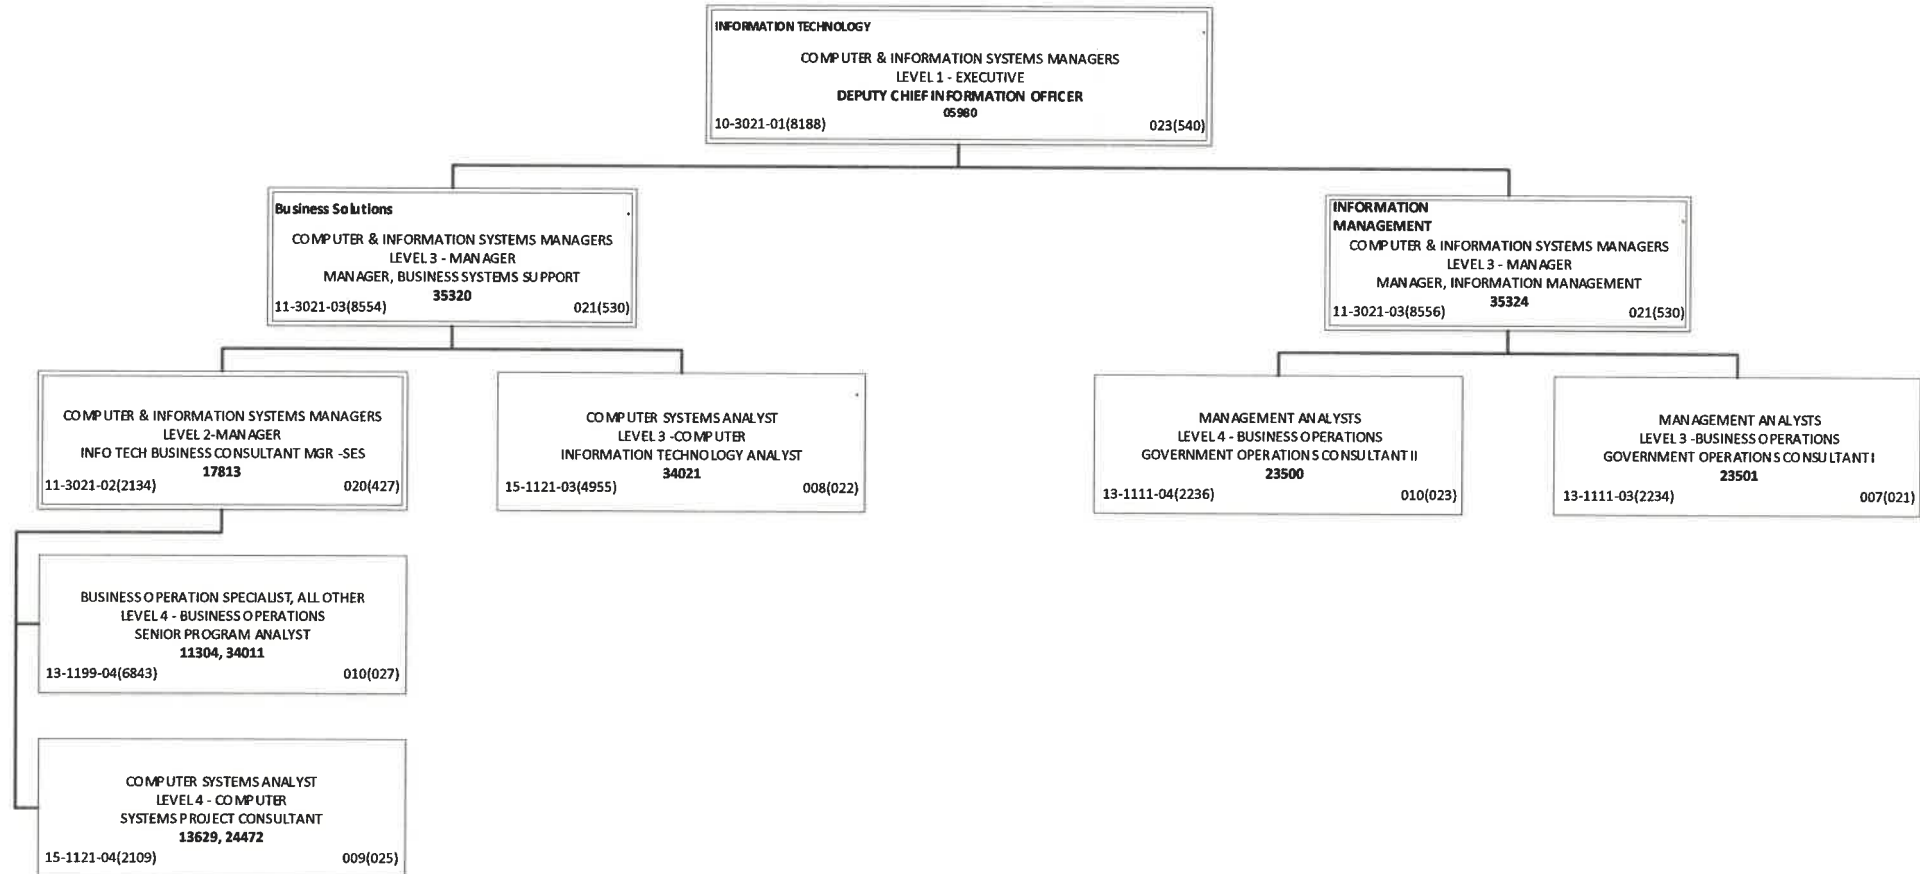 INFORMATION TECHNOLOGY
COMPUTER & INFORMATION SYSTEMS MANAGERS
LEVEL 1 - EXECUTIVE
DEPUTY CHIEF INFORMATION OFFICER
05980
10-3021-01(8188) 023(540)
Business Solutions
COMPUTER & INFORMATION SYSTEMS MANAGERS
LEVEL 3 - MANAGER
MANAGER, BUSINESS SYSTEMS SUPPORT
35320
11-3021-03(8554) 021(530)
INFORMATION
MANAGEMENT
COMPUTER & INFORMATION SYSTEMS MANAGERS
LEVEL 3 - MANAGER
MANAGER, INFORMATION MANAGEMENT
35324
11-3021-03(8556) 021(530)
COMPUTER & INFORMATION SYSTEMS MANAGERS
LEVEL 2-MANAGER
INFO TECH BUSINESS CONSULTANT MGR -SES
17813
11-3021-02(2134) 020(427)
COMPUTER SYSTEMS ANALYST
LEVEL 3 -COMPUTER
INFORMATION TECHNOLOGY ANALYST
34021
15-1121-03(4955) 008(022)
MANAGEMENT ANALYSTS
LEVEL 4 - BUSINESS OPERATIONS
GOVERNMENT OPERATIONS CONSULTANT II
23500
13-1111-04(2236) 010(023)
MANAGEMENT ANALYSTS
LEVEL 3 -BUSINESS OPERATIONS
GOVERNMENT OPERATIONS CONSULTANT I
23501
13-1111-03(2234) 007(021)
BUSINESS OPERATION SPECIALIST, ALL OTHER
LEVEL 4 - BUSINESS OPERATIONS
SENIOR PROGRAM ANALYST
11304, 34011
13-1199-04(6843) 010(027)
COMPUTER SYSTEMS ANALYST
LEVEL 4 - COMPUTER
SYSTEMS PROJECT CONSULTANT
13629, 24472
15-1121-04(2109) 009(025)